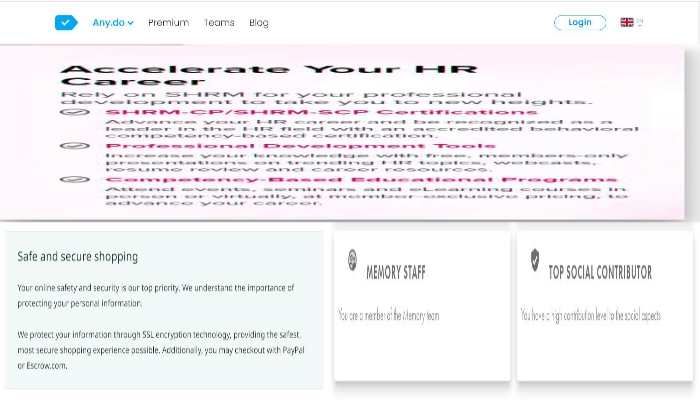 Any.do Premium Teams Blog Login EN
Accelerate Your HR
Career
Rely on SHRM for your professional
development to take you to new heights.
SHRM-CP/SHRM-SCP Certifications
Advance your HR career and be recognized as a
leader in the HR field with an accredited behavioral
competency-based certification.
Professional Development Tools
Increase your knowledge with free, members-only
presentations on trending HR topics, webcasts,
resume review and career resources.
Competency-Based Educational Programs
Attend events, seminars and eLearning courses in
person or virtually, at member-exclusive pricing, to
advance your career.
Safe and secure shopping
Your online safety and security is our top priority. We understand the importance of
protecting your personal information.
We protect your information through SSL encryption technology, providing the safest,
most secure shopping experience possible. Additionally, you may checkout with PayPal
or Escrow.com.
MEMORY STAFF
You are a member of the Memory team
TOP SOCIAL CONTRIBUTOR
You have a high contribution level to the social aspects